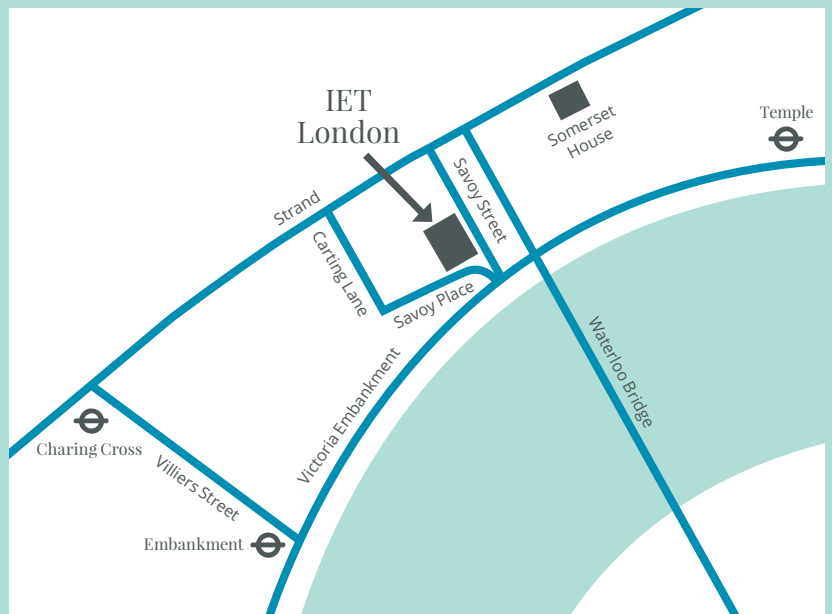 IET
London
Somerset
House
Temple
Strand
Savoy Street
Carting Lane
Savoy Place
Victoria Embankment
Waterloo Bridge
Charing Cross
Villiers Street
Embankment